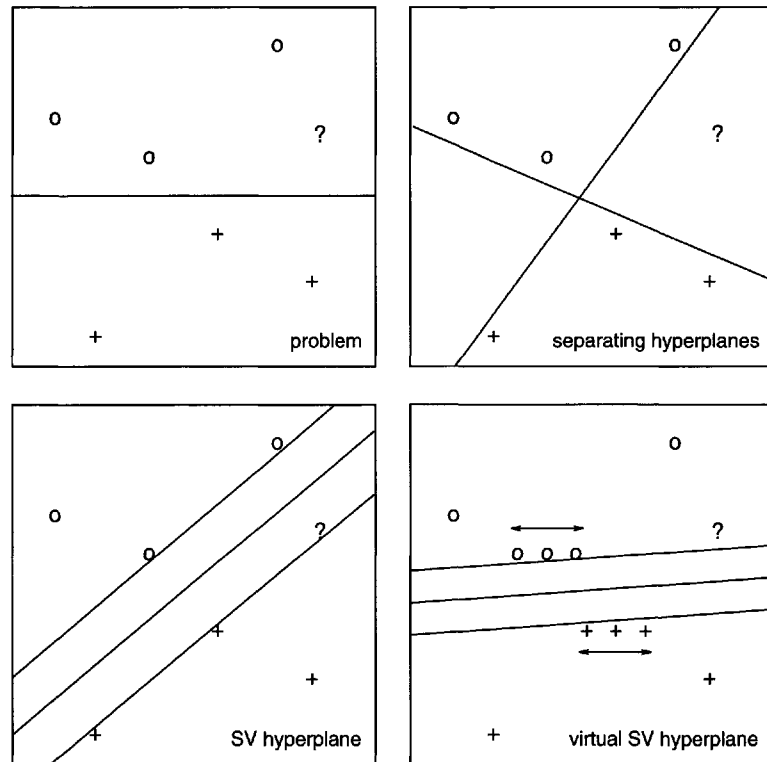 o
o
?
o
+
+
+
problem
o
o
?
o
+
+
+
separating hyperplanes
o
o
?
o
+
+
+
SV hyperplane
o
o
?
o o o
+ + +
+
+
virtual SV hyperplane